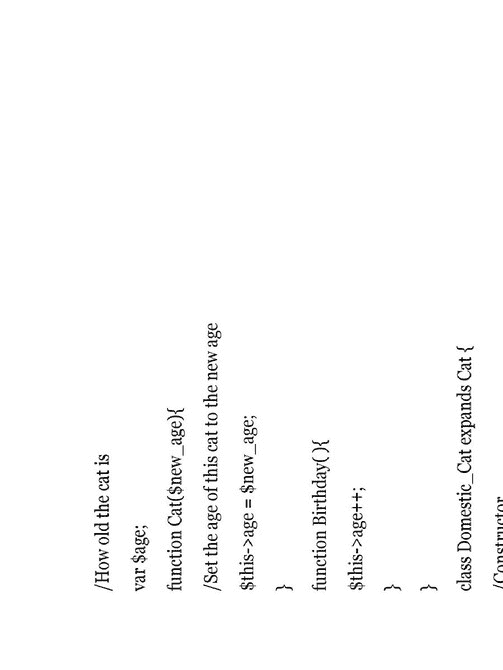 /How old the cat is
var $age;
function Cat($new_age){
/Set the age of this cat to the new age
$this->age = $new_age;
}
function Birthday( ){
$this->age++;
}
}
class Domestic_Cat expands Cat {
/Constructor